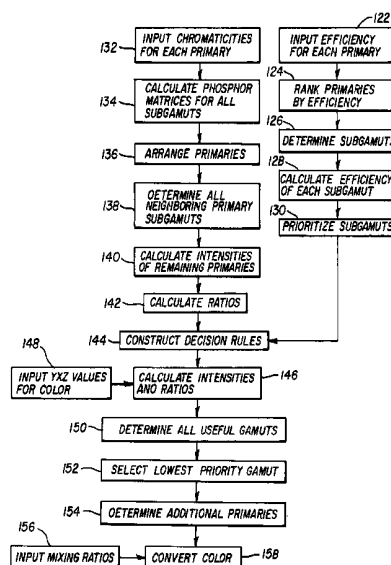 132
INPUT CHROMATICITIES
FOR EACH PRIMARY
134
CALCULATE PHOSPHOR
MATRICES FOR ALL
SUBGAMUTS
136
ARRANGE PRIMARIES
138
DETERMINE ALL
NEIGHBORING PRIMARY
SUBGAMUTS
140
CALCULATE INTENSITIES
OF REMAINING PRIMARIES
142
CALCULATE RATIOS
122
INPUT EFFICIENCY
FOR EACH PRIMARY
124
RANK PRIMARIES
BY EFFICIENCY
126
DETERMINE SUBGAMUTS
128
CALCULATE EFFICIENCY
OF EACH SUBGAMUT
130
PRIORITIZE SUBGAMUTS
144
CONSTRUCT DECISION RULES
148
INPUT YXZ VALUES
FOR COLOR
CALCULATE INTENSITIES
AND RATIOS
146
150
DETERMINE ALL USEFUL GAMUTS
152
SELECT LOWEST PRIORITY GAMUT
154
DETERMINE ADDITIONAL PRIMARIES
156
INPUT MIXING RATIOS
CONVERT COLOR
158